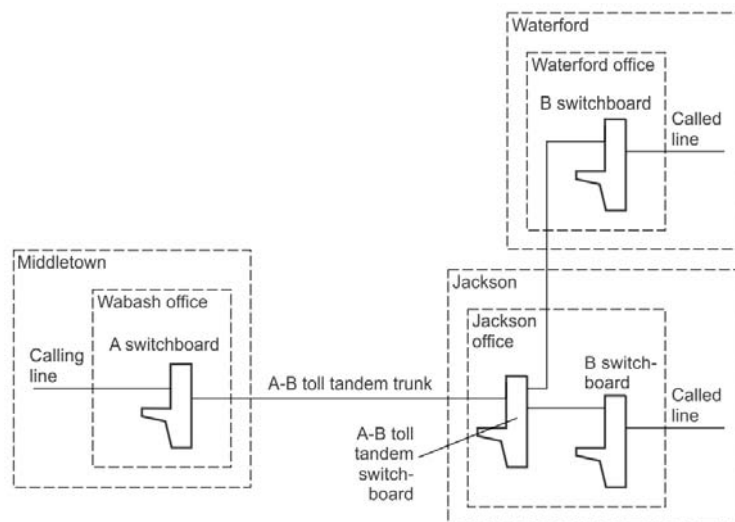 Waterford
Waterford office
B switchboard
Called
line
Middletown
Wabash office
A switchboard
Calling
line
A-B toll tandem trunk
Jackson
Jackson
office
B switch-
board
Called
line
A-B toll
tandem
switch-
board